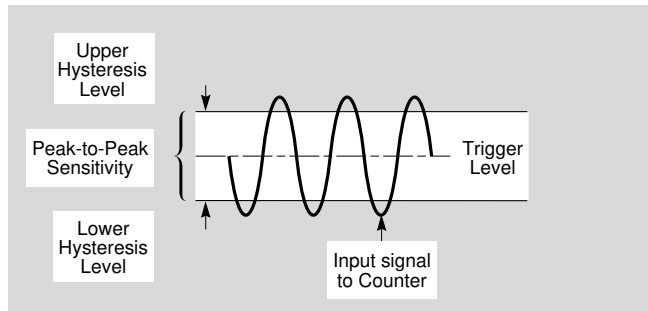 Upper
Hysteresis
Level
Peak-to-Peak
Sensitivity
Trigger
Level
Lower
Hysteresis
Level
Input signal
to Counter